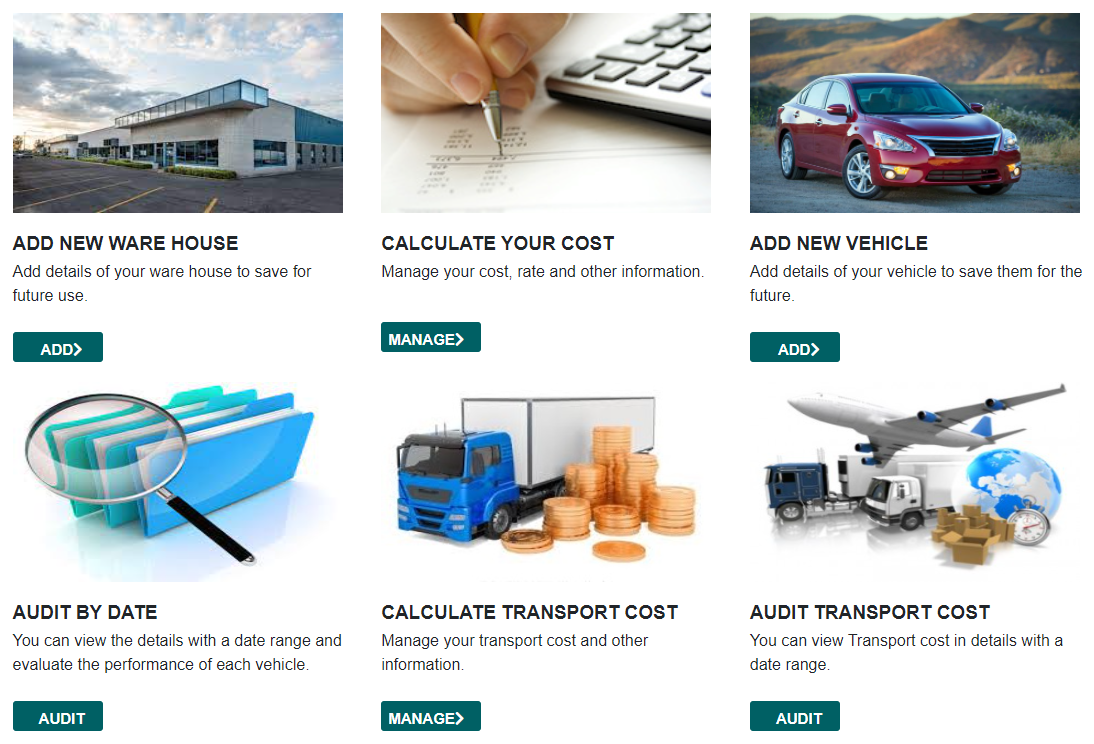 ADD NEW WARE HOUSE
Add details of your ware house to save for
future use.
ADD
CALCULATE YOUR COST
Manage your cost, rate and other information.
MANAGE
ADD NEW VEHICLE
Add details of your vehicle to save them for the
future.
ADD
AUDIT BY DATE
You can view the details with a date range and
evaluate the performance of each vehicle.
AUDIT
CALCULATE TRANSPORT COST
Manage your transport cost and other
information.
MANAGE
AUDIT TRANSPORT COST
You can view Transport cost in details with a
date range.
AUDIT